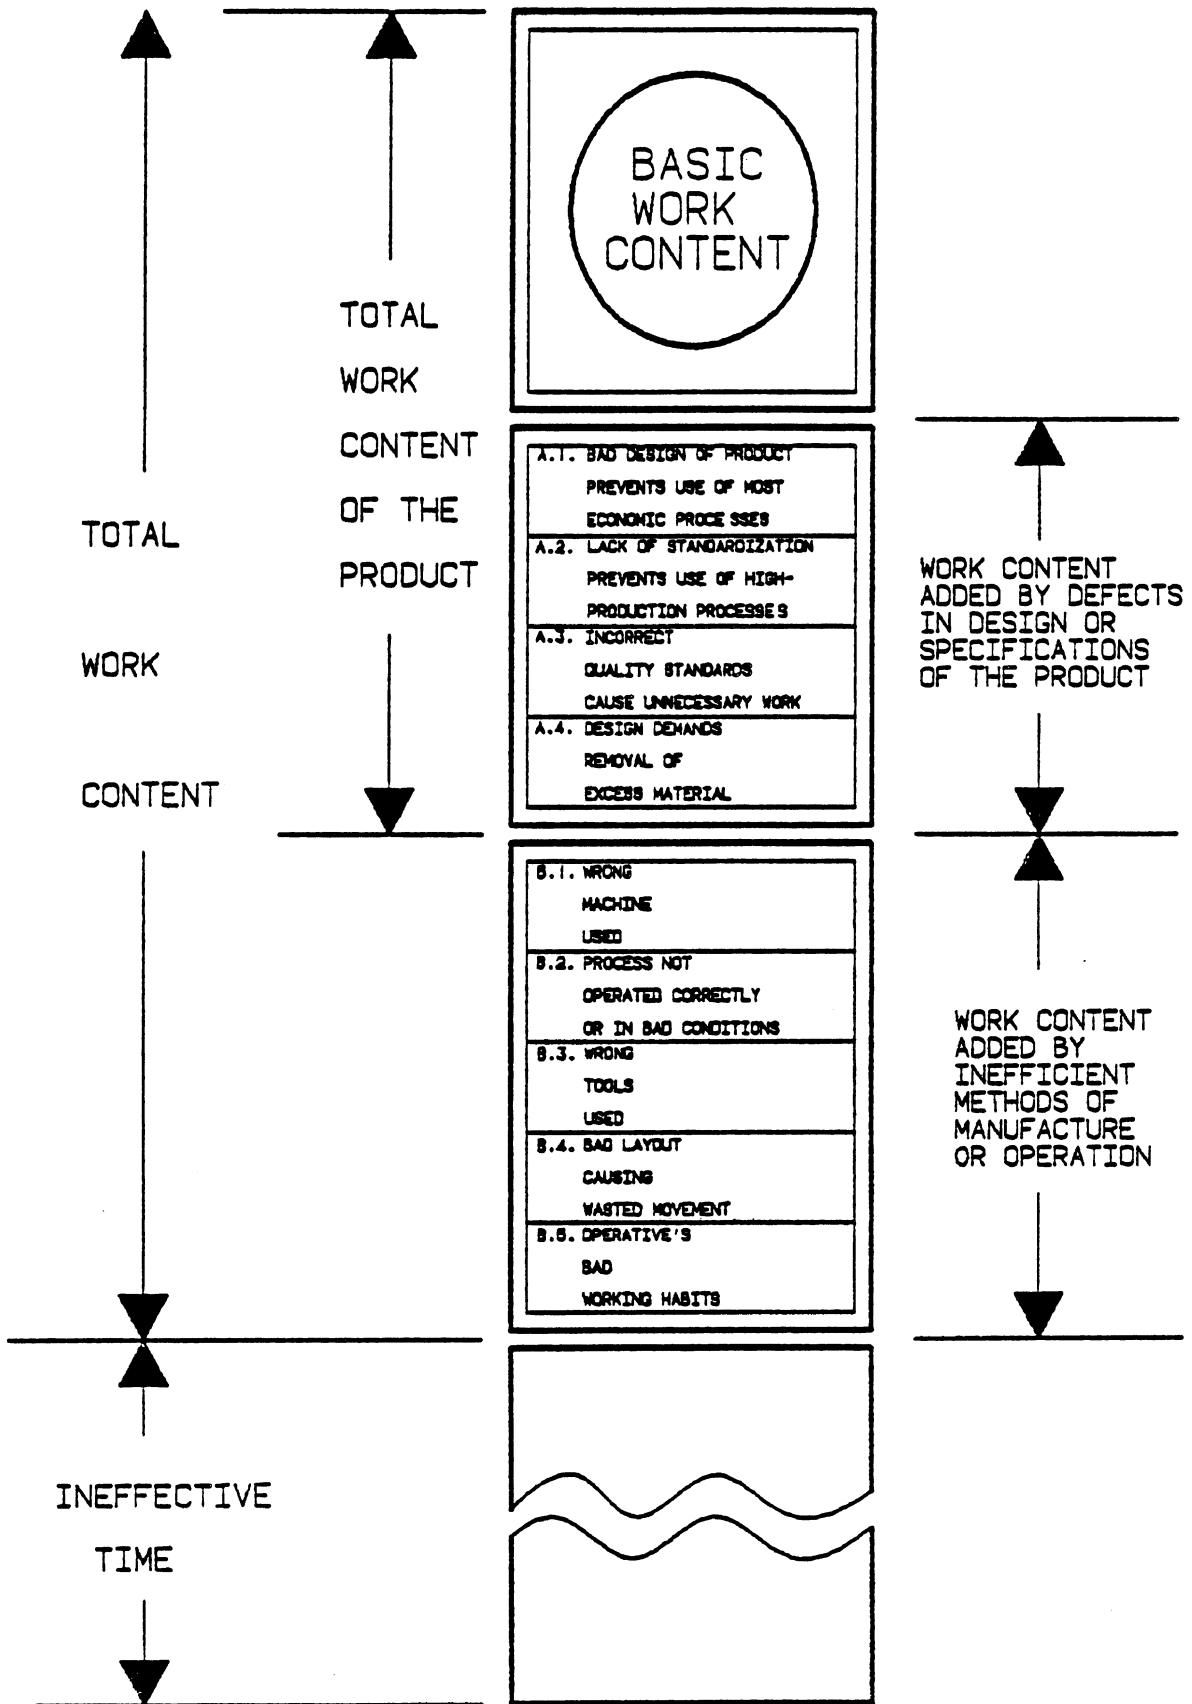 BASIC
WORK
CONTENT
TOTAL
WORK
CONTENT
OF THE
PRODUCT
TOTAL
WORK
CONTENT
A.1. BAD DESIGN OF PRODUCT
PREVENTS USE OF MOST
ECONOMIC PROCESSES
A.2. LACK OF STANDARDIZATION
PREVENTS USE OF HIGH-
PRODUCTION PROCESSES
A.3. INCORRECT
QUALITY STANDARDS
CAUSE UNNECESSARY WORK
A.4. DESIGN DEMANDS
REMOVAL OF
EXCESS MATERIAL
WORK CONTENT
ADDED BY DEFECTS
IN DESIGN OR
SPECIFICATIONS
OF THE PRODUCT
B.1. WRONG
MACHINE
USED
B.2. PROCESS NOT
OPERATED CORRECTLY
OR IN BAD CONDITIONS
B.3. WRONG
TOOLS
USED
B.4. BAD LAYOUT
CAUSING
WASTED MOVEMENT
B.5. OPERATIVE'S
BAD
WORKING HABITS
WORK CONTENT
ADDED BY
INEFFICIENT
METHODS OF
MANUFACTURE
OR OPERATION
INEFFECTIVE
TIME